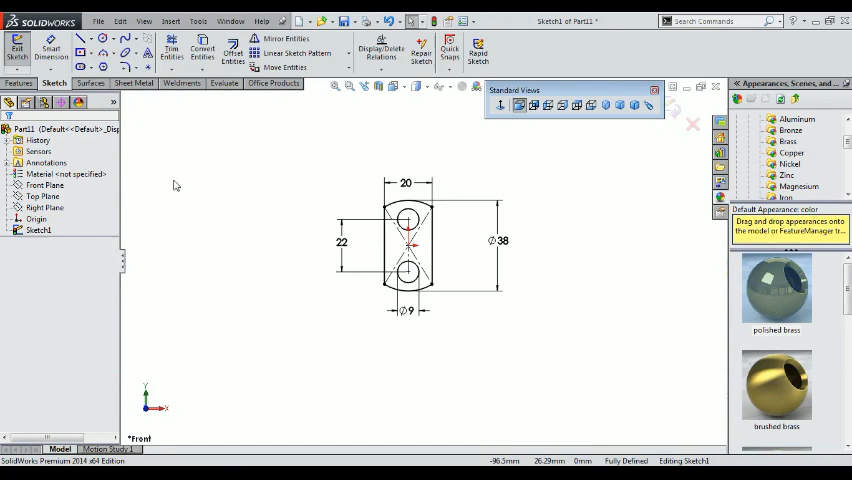 SOLIDWORKS
File Edit View Insert Tools Window Help
Sketch1 of Part11 *
Search Commands
Exit Sketch
Smart Dimension
Trim Entities
Convert Entities
Offset Entities
Mirror Entities
Linear Sketch Pattern
Move Entities
Display/Delete Relations
Repair Sketch
Quick Snaps
Rapid Sketch
Features Sketch Surfaces Sheet Metal Weldments Evaluate Office Products
Standard Views
Appearances, Scenes, and...
Part11 (Default<<Default>_Disp
History
Sensors
Annotations
Material <not specified>
Front Plane
Top Plane
Right Plane
Origin
Sketch1
20
22
Ø38
Ø9
Y
X
*Front
Aluminum
Bronze
Brass
Copper
Nickel
Zinc
Magnesium
Iron
Default Appearance: color
Drag and drop appearances onto
the model or FeatureManager tr...
polished brass
brushed brass
Model Motion Study 1
SolidWorks Premium 2014 x64 Edition
-96.5mm 26.29mm 0mm Fully Defined Editing Sketch1